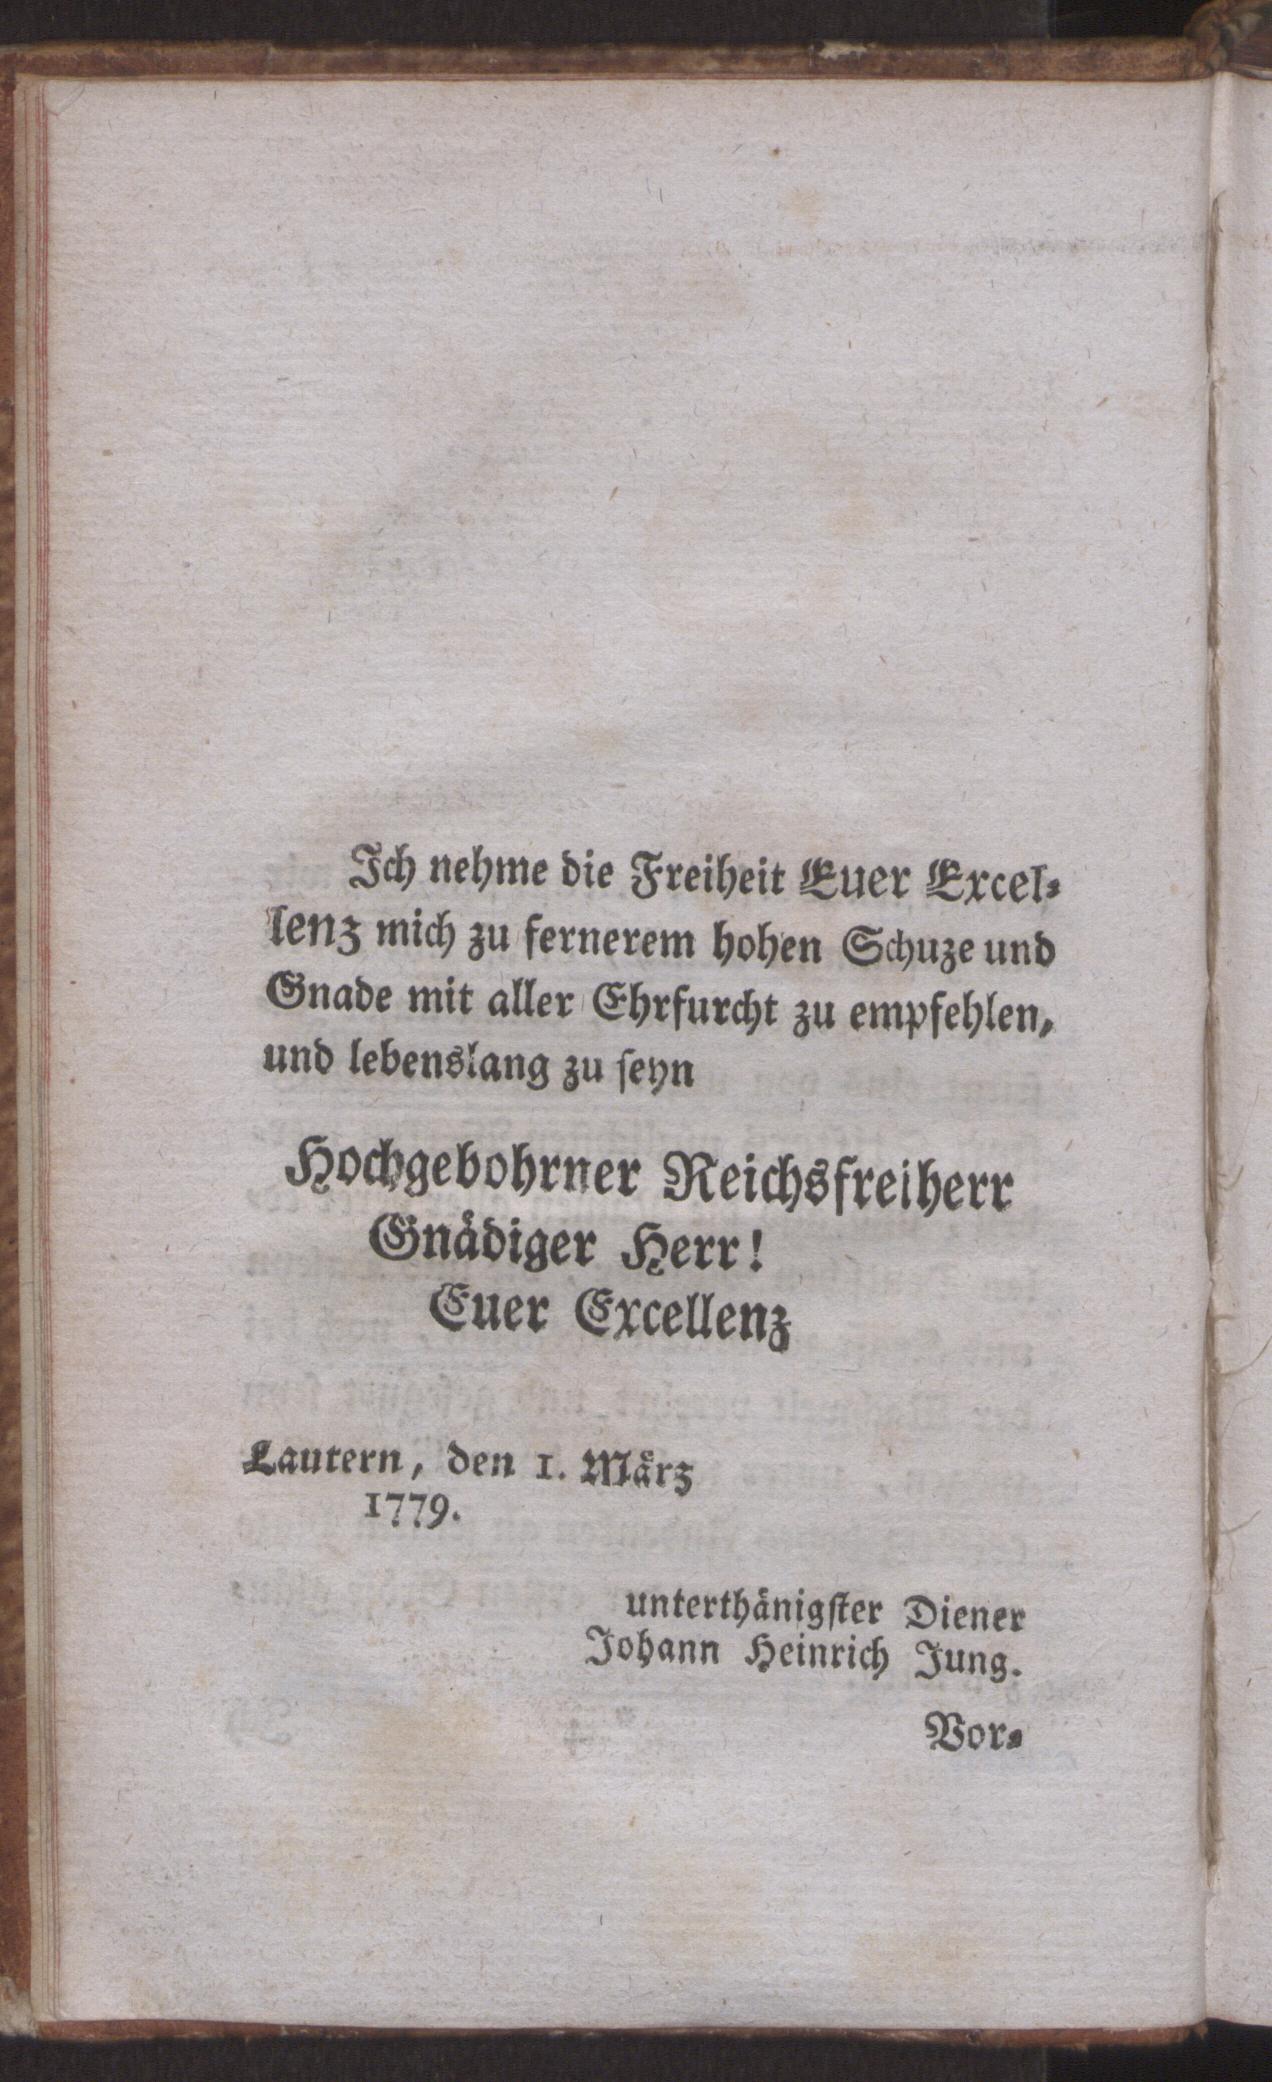 Ich nehme die Freiheit Euer Excel⸗
lenz mich zu fernerem hohen Schuze und
Gnade mit aller Ehrfurcht zu empfehlen,
und lebenslang zu ſeyn
Hochgebohrner Reichsfreiherr
Gnädiger Herr!
Euer Excellenz
Lautern, den 1. März
1779.
unterthänigſter Diener
Johann Heinrich Jung.
Vor⸗